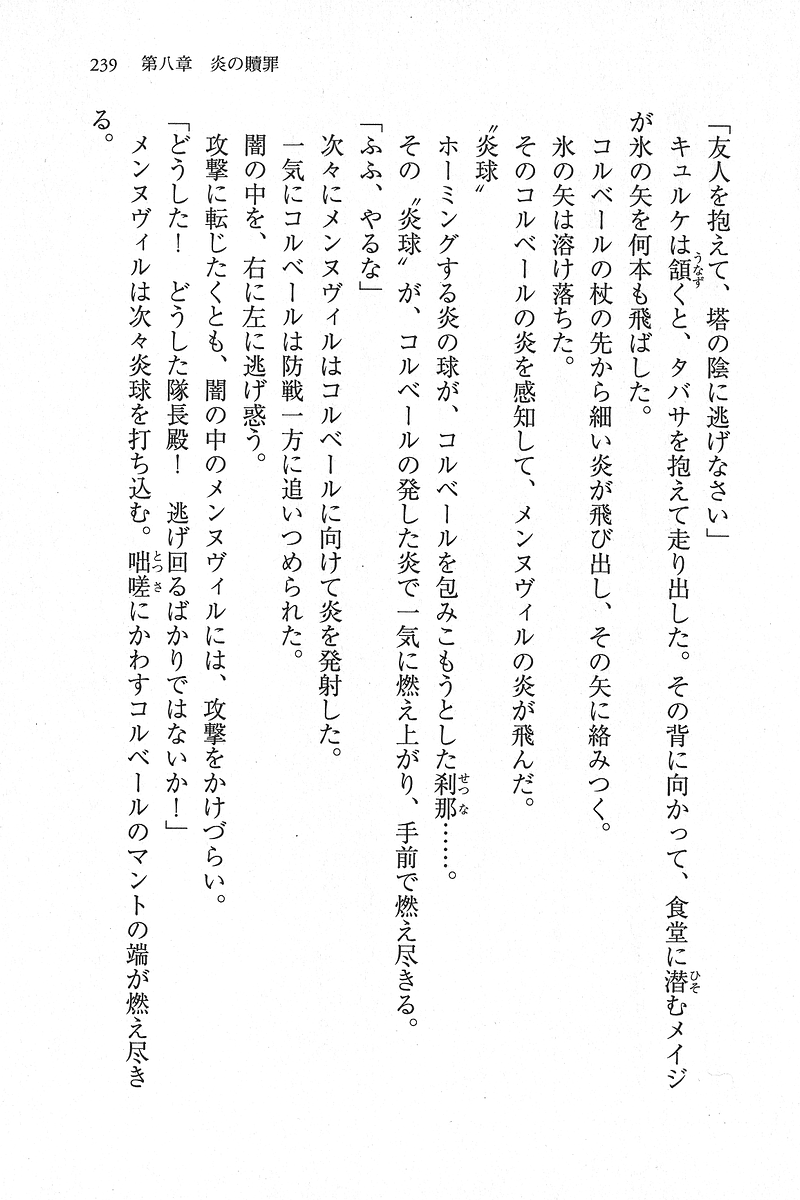 239　第八章　炎の贖罪
「友人を抱えて、塔の陰に逃げなさい」
　キュルケは頷くと、タバサを抱えて走り出した。その背に向かって、食堂に潜むメイジ
が氷の矢を何本も飛ばした。
　コルベールの杖の先から細い炎が飛び出し、その矢に絡みつく。
　氷の矢は溶け落ちた。
　そのコルベールの炎を感知して、メンヌヴィルの炎が飛んだ。
〝炎球〟
　ホーミングする炎の球が、コルベールを包みこもうとした刹那……。
　その〝炎球〟が、コルベールの発した炎で一気に燃え上がり、手前で燃え尽きる。
「ふふ、やるな」
　次々にメンヌヴィルはコルベールに向けて炎を発射した。
　一気にコルベールは防戦一方に追いつめられた。
　闇の中を、右に左に逃げ惑う。
　攻撃に転じたくとも、闇の中のメンヌヴィルには、攻撃をかけづらい。
「どうした！　どうした隊長殿！　逃げ回るばかりではないか！」
　メンヌヴィルは次々炎球を打ち込む。咄嗟にかわすコルベールのマントの端が燃え尽き
る。